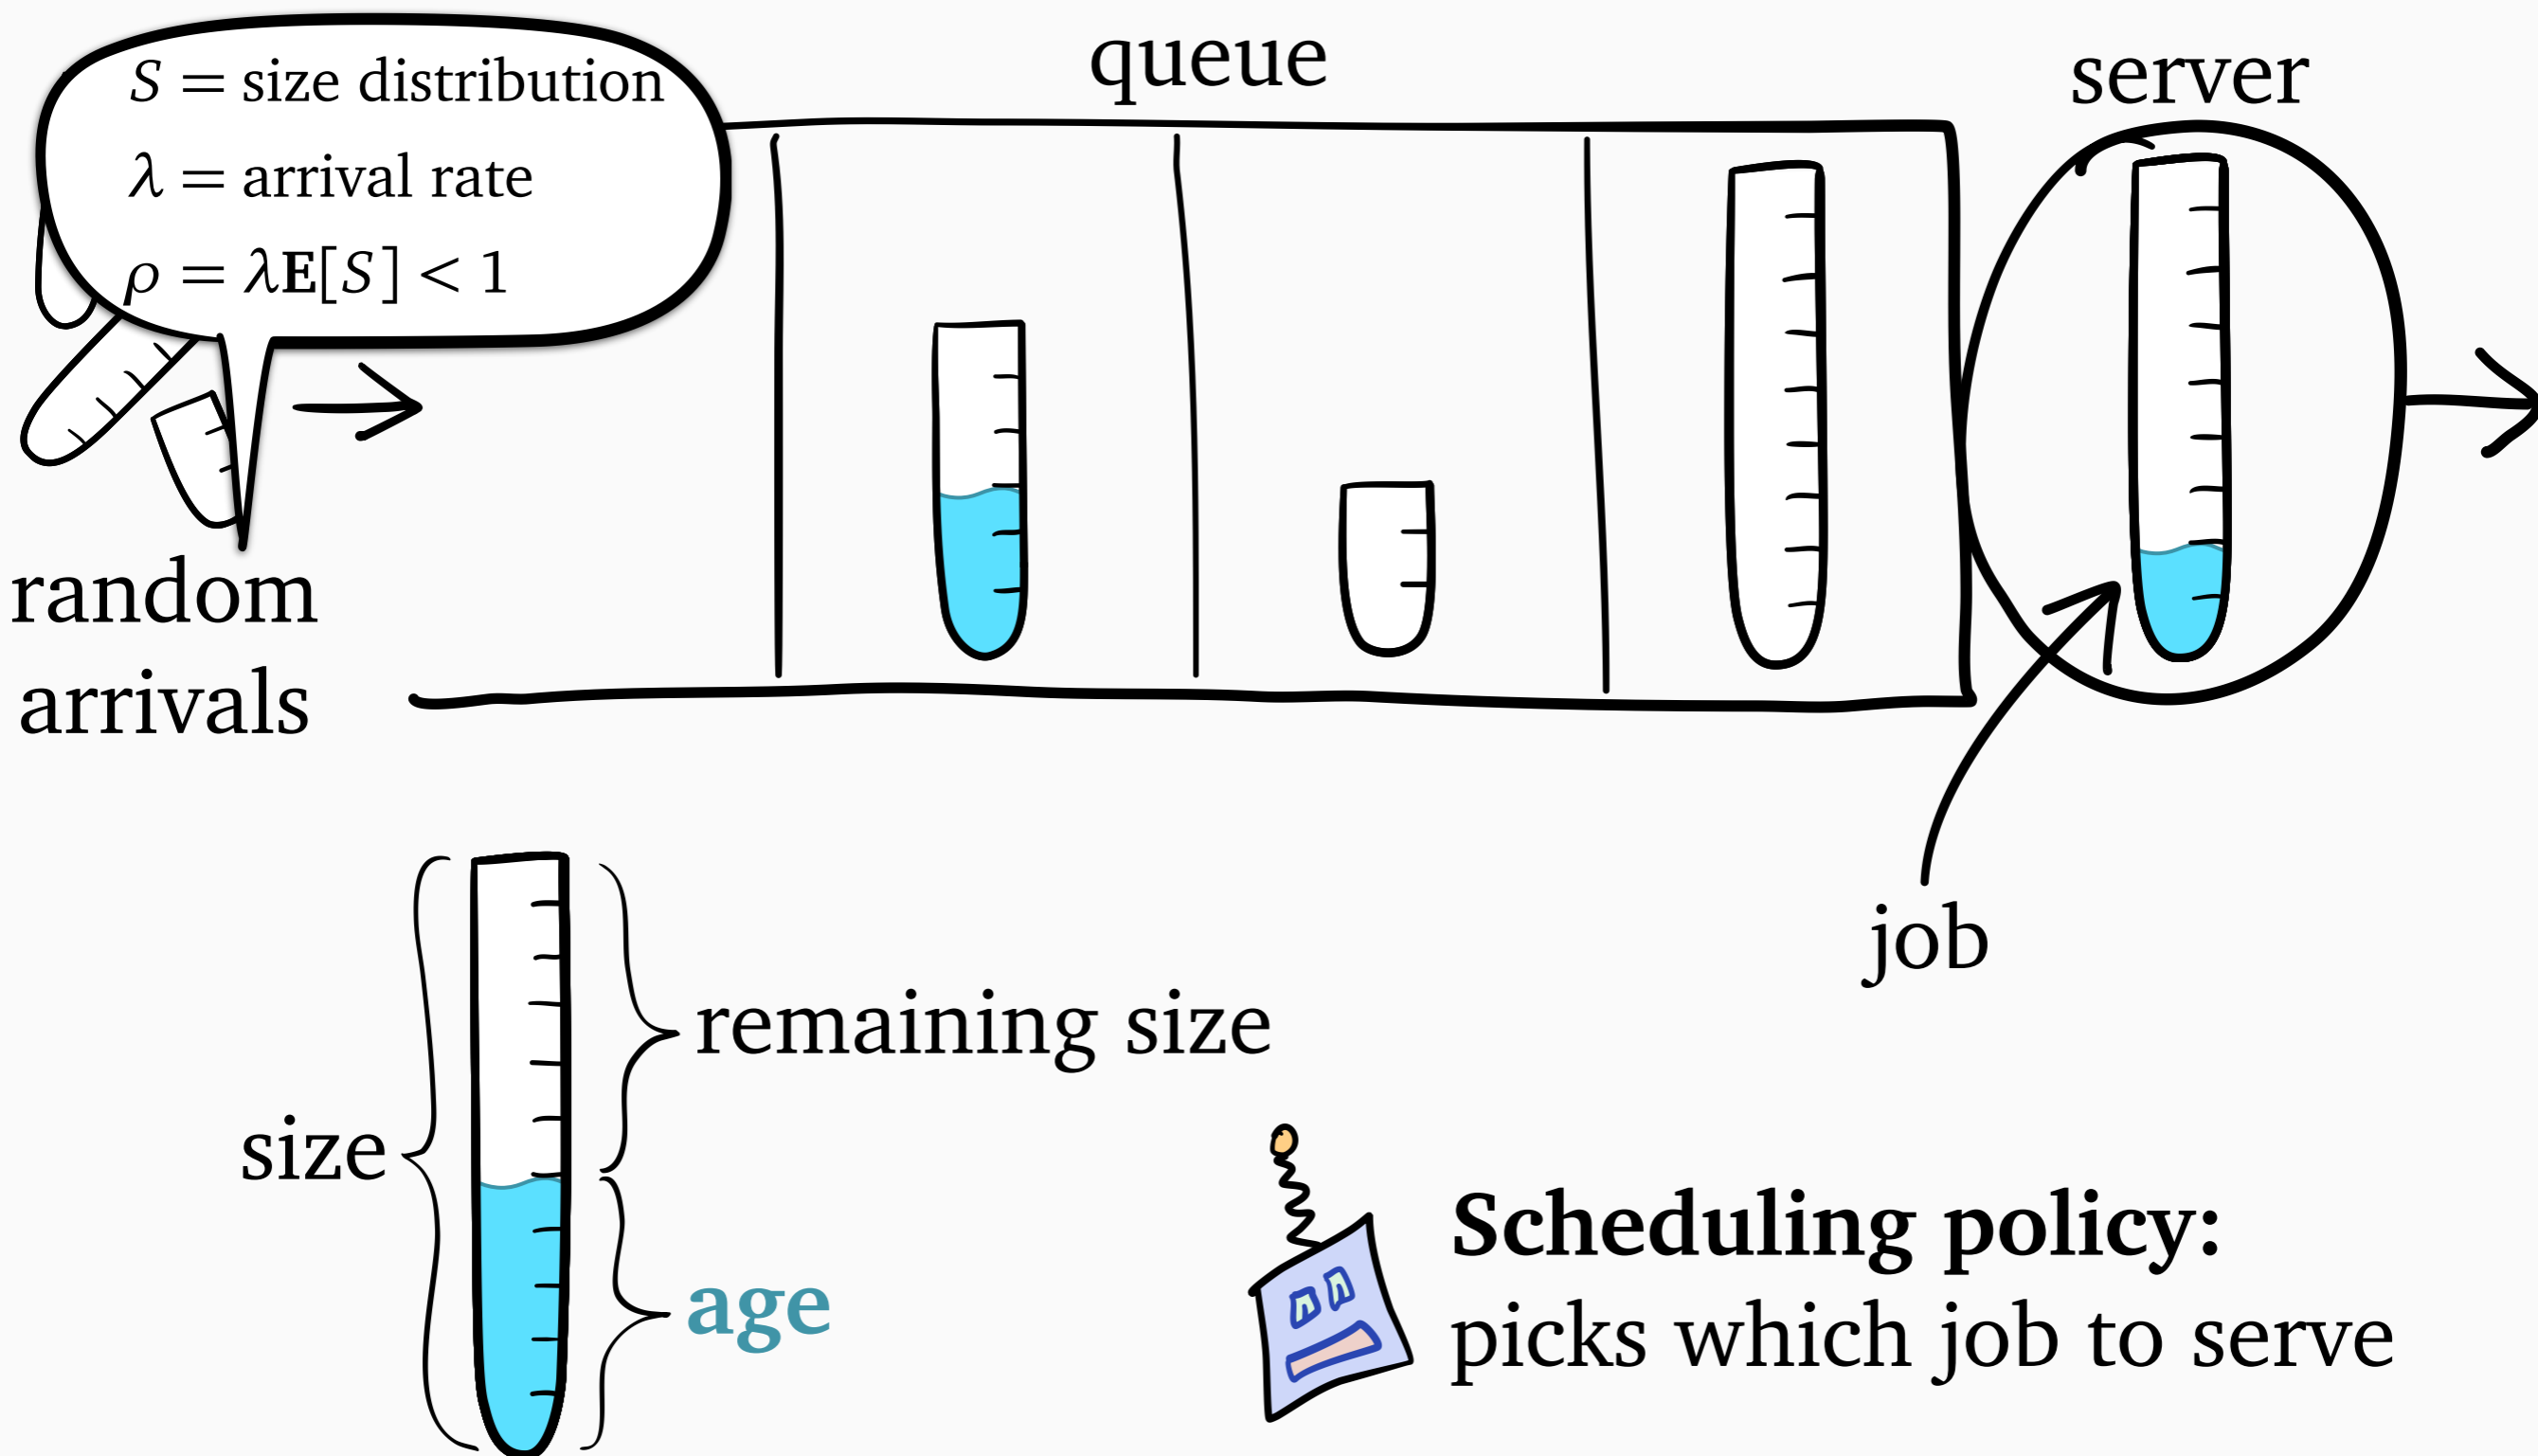 S = size distribution
λ = arrival rate
ρ = λE[S] < 1
queue
server
random
arrivals
job
remaining size
size
age
Scheduling policy:
picks which job to serve